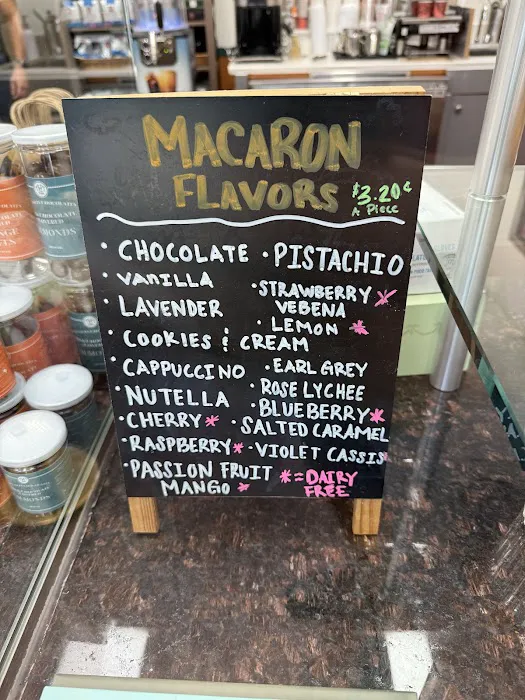 MACARON
FLAVORS
$3.20¢
A Piece
• CHOCOLATE
• VANILLA
• LAVENDER
• COOKIES & CREAM
• CAPPUCCINO
• NUTELLA
• CHERRY *
• RASPBERRY *
• PASSION FRUIT
MANGO *
• PISTACHIO
• STRAWBERRY *
VEBENA
• LEMON *
• EARL GREY
• ROSE LYCHEE
• BLUEBERRY *
• SALTED CARAMEL
• VIOLET CASSIS
* = DAIRY
FREE